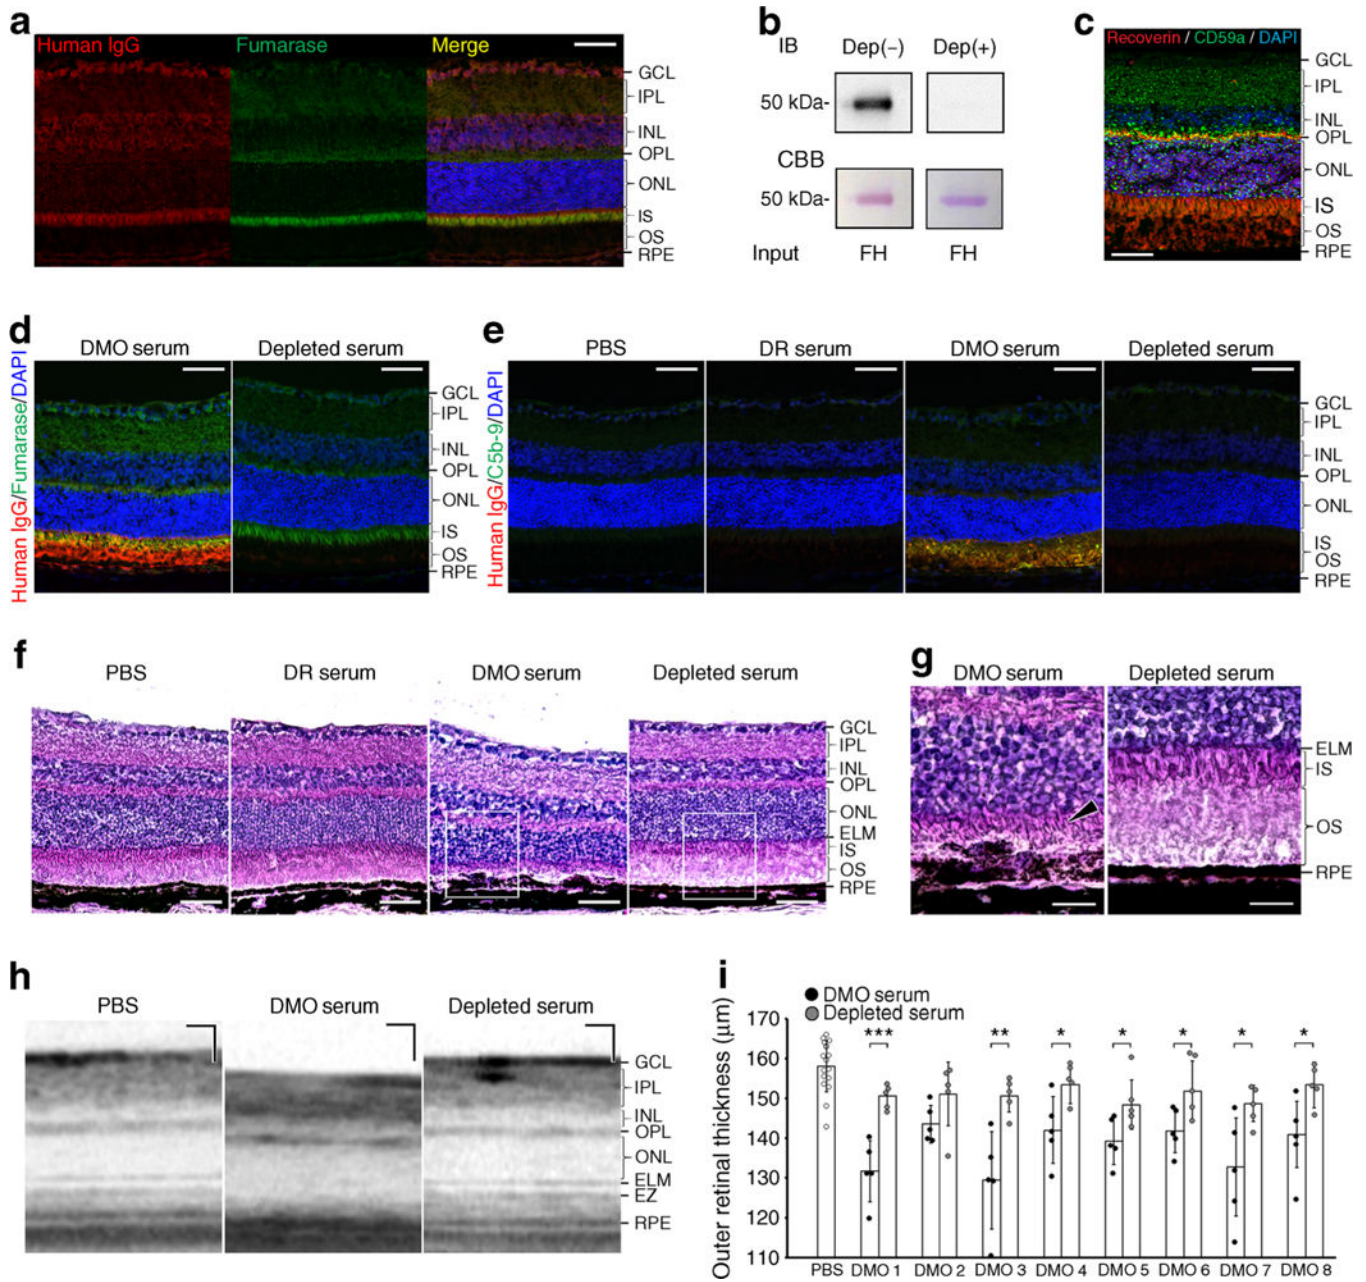 a
Human IgG Fumarase Merge
GCL
IPL
INL
OPL
ONL
IS
OS
RPE
b
IB Dep(−) Dep(+)
50 kDa-
CBB
50 kDa-
Input FH FH
c
Recoverin / CD59a / DAPI
GCL
IPL
INL
OPL
ONL
IS
OS
RPE
d
DMO serum Depleted serum
Human IgG/Fumarase/DAPI
GCL
IPL
INL
OPL
ONL
IS
OS
RPE
e
PBS DR serum DMO serum Depleted serum
Human IgG/C5b-9/DAPI
GCL
IPL
INL
OPL
ONL
IS
OS
RPE
f
PBS DR serum DMO serum Depleted serum
GCL
IPL
INL
OPL
ONL
ELM
IS
OS
RPE
g
DMO serum Depleted serum
ELM
IS
OS
RPE
h
PBS DMO serum Depleted serum
GCL
IPL
INL
OPL
ONL
ELM
EZ
RPE
i
DMO serum
Depleted serum
Outer retinal thickness (μm)
170
160
150
140
130
120
110
*** ** * * * * *
PBS DMO 1 DMO 2 DMO 3 DMO 4 DMO 5 DMO 6 DMO 7 DMO 8